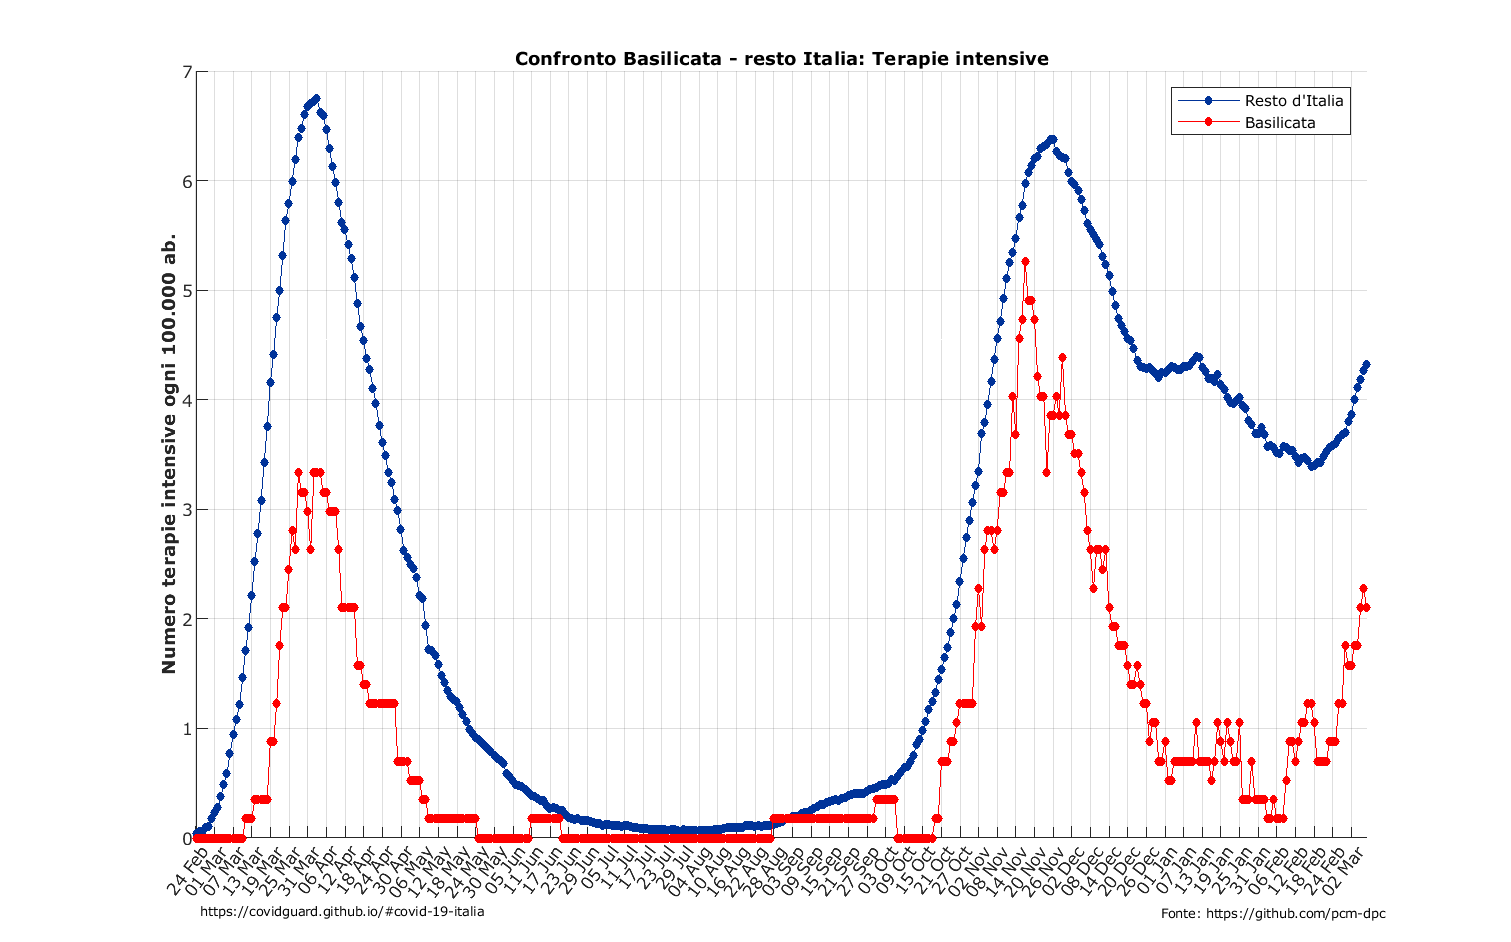 Confronto Basilicata - resto Italia: Terapie intensive
Resto d'Italia
Basilicata
Numero terapie intensive ogni 100.000 ab.
7
6
5
4
3
2
1
0
24 Feb
01 Mar
07 Mar
13 Mar
19 Mar
25 Mar
31 Mar
06 Apr
12 Apr
18 Apr
24 Apr
30 Apr
06 May
12 May
18 May
24 May
30 May
05 Jun
11 Jun
17 Jun
23 Jun
29 Jun
05 Jul
11 Jul
17 Jul
23 Jul
29 Jul
04 Aug
10 Aug
16 Aug
22 Aug
28 Aug
03 Sep
09 Sep
15 Sep
21 Sep
27 Sep
03 Oct
09 Oct
15 Oct
21 Oct
27 Oct
02 Nov
08 Nov
14 Nov
20 Nov
26 Nov
02 Dec
08 Dec
14 Dec
20 Dec
26 Dec
01 Jan
07 Jan
13 Jan
19 Jan
25 Jan
31 Jan
06 Feb
12 Feb
18 Feb
24 Feb
02 Mar
https://covidguard.github.io/#covid-19-italia
Fonte: https://github.com/pcm-dpc